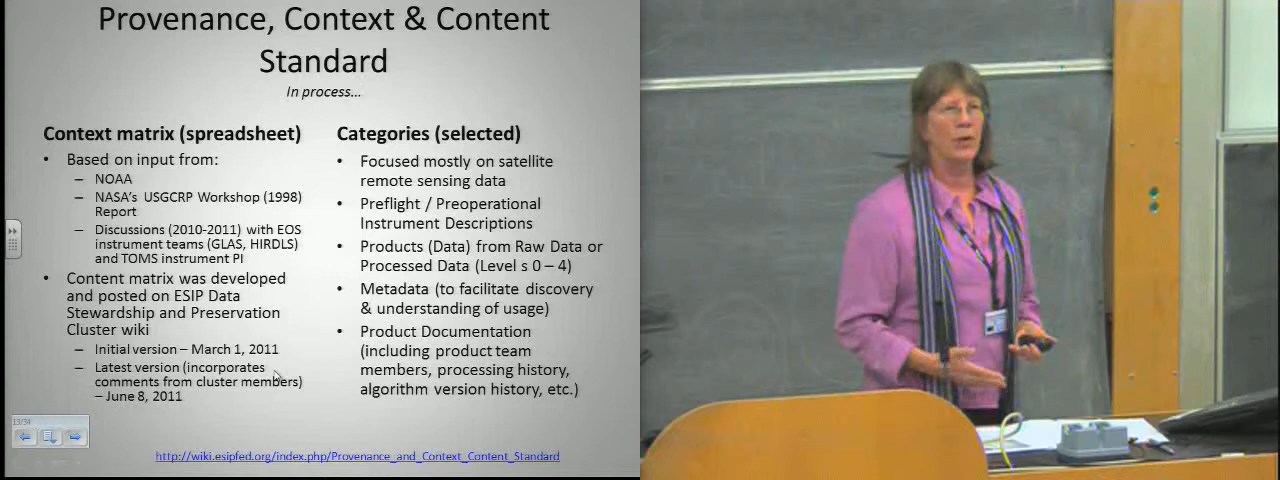 Provenance, Context & Content
Standard
In process...
Context matrix (spreadsheet)
• Based on input from:
– NOAA
– NASA's USGCRP Workshop (1998)
Report
– Discussions (2010-2011) with EOS
instrument teams (GLAS, HIRDLS)
and TOMS instrument PI
• Content matrix was developed
and posted on ESIP Data
Stewardship and Preservation
Cluster wiki
– Initial version – March 1, 2011
– Latest version (incorporates
comments from cluster members)
– June 8, 2011
Categories (selected)
• Focused mostly on satellite
remote sensing data
• Preflight / Preoperational
Instrument Descriptions
• Products (Data) from Raw Data or
Processed Data (Level s 0 – 4)
• Metadata (to facilitate discovery
& understanding of usage)
• Product Documentation
(including product team
members, processing history,
algorithm version history, etc.)
13/34
http://wiki.esipfed.org/index.php/Provenance_and_Context_Content_Standard